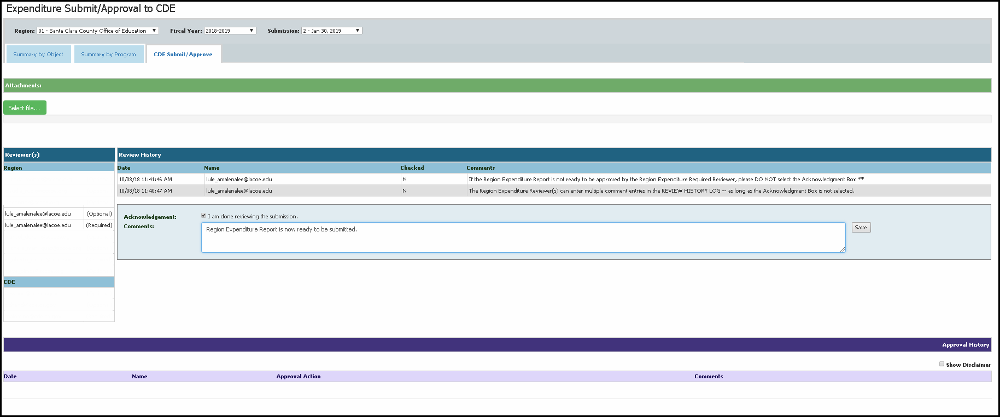 Expenditure Submit/Approval to CDE
Region: 01 - Santa Clara County Office of Education Fiscal Year: 2018-2019 Submission: 2 - Jan 30, 2019
Summary by Object Summary by Program CDE Submit/Approve
Attachments:
Select file...
Reviewer(s) Review History
Region Date Name Checked Comments
10/08/18 11:41:46 AM lule_amalenalee@lacoe.edu N If the Region Expenditure Report is not ready to be approved by the Region Expenditure Required Reviewer, please DO NOT select the Acknowledgment Box **
10/08/18 11:40:47 AM lule_amalenalee@lacoe.edu N The Region Expenditure Reviewer(s) can enter multiple comment entries in the REVIEW HISTORY LOG -- as long as the Acknowledgment Box is not selected.
lule_amalenalee@lacoe.edu (Optional)
Acknowledgement: I am done reviewing the submission.
lule_amalenalee@lacoe.edu (Required)
Comments: Region Expenditure Report is now ready to be submitted. Save
CDE
Approval History
Show Disclaimer
Date Name Approval Action Comments